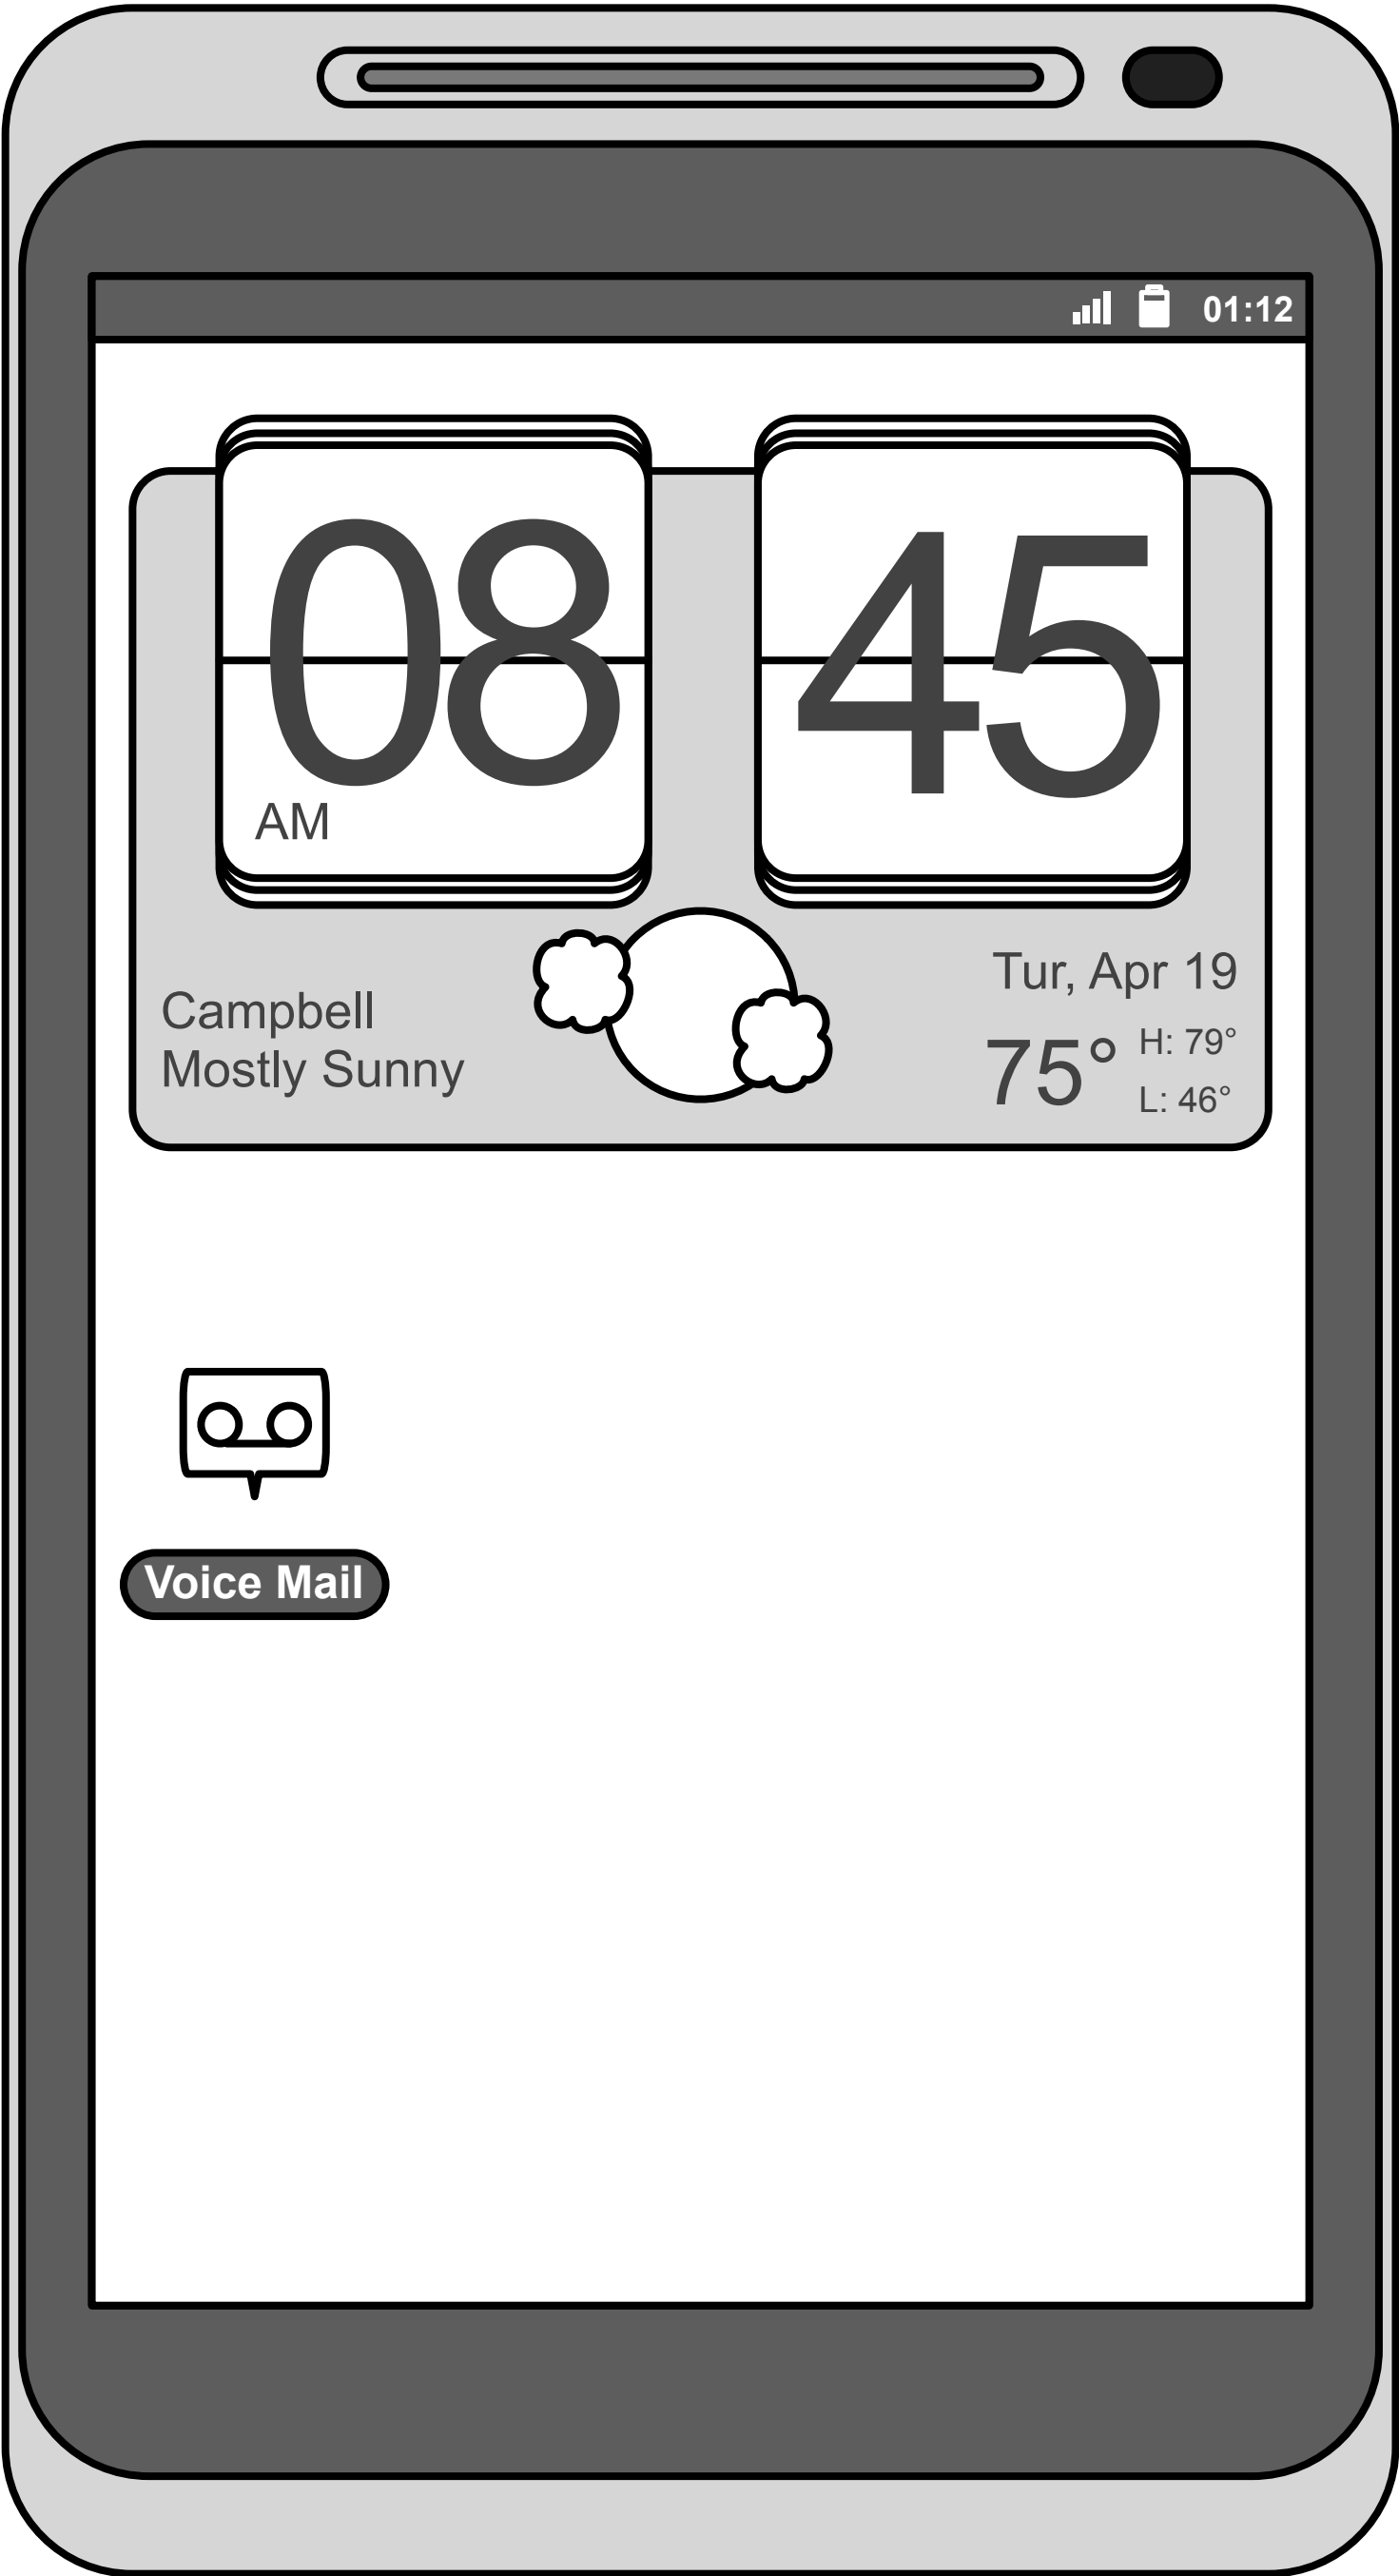 01:12
08 45
AM
Campbell
Mostly Sunny
Tur, Apr 19
75° H: 79°
L: 46°
Voice Mail